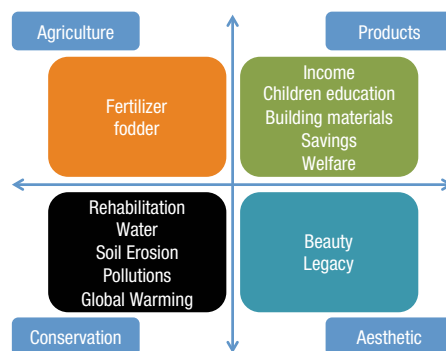 Agriculture
Products
Fertilizer
fodder
Income
Children education
Building materials
Savings
Welfare
Rehabilitation
Water
Soil Erosion
Pollutions
Global Warming
Beauty
Legacy
Conservation
Aesthetic